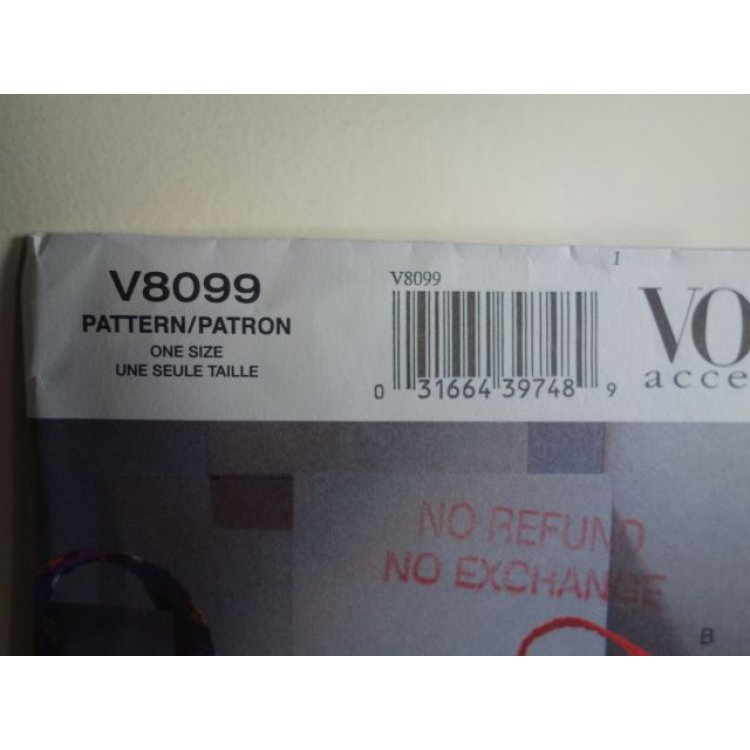 V8099
PATTERN/PATRON
ONE SIZE
UNE SEULE TAILLE
V8099
0 31664 39748 9
1
VO
acce
NO REFUND
NO EXCHANGE
B